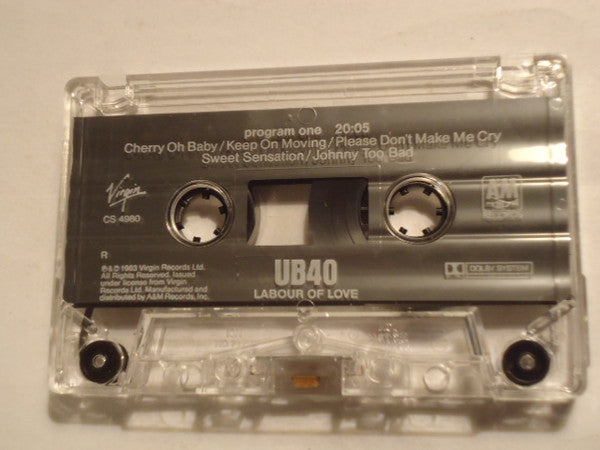 program one 20:05
Cherry Oh Baby/Keep On Moving/Please Don't Make Me Cry
Sweet Sensation/Johnny Too Bad
Virgin
CS 4980
A&M
RECORDS
R
℗&© 1983 Virgin Records Ltd.
All Rights Reserved. Issued
under license from Virgin
Records Ltd. Manufactured and
distributed by A&M Records, Inc.
UB40
LABOUR OF LOVE
DOLBY SYSTEM